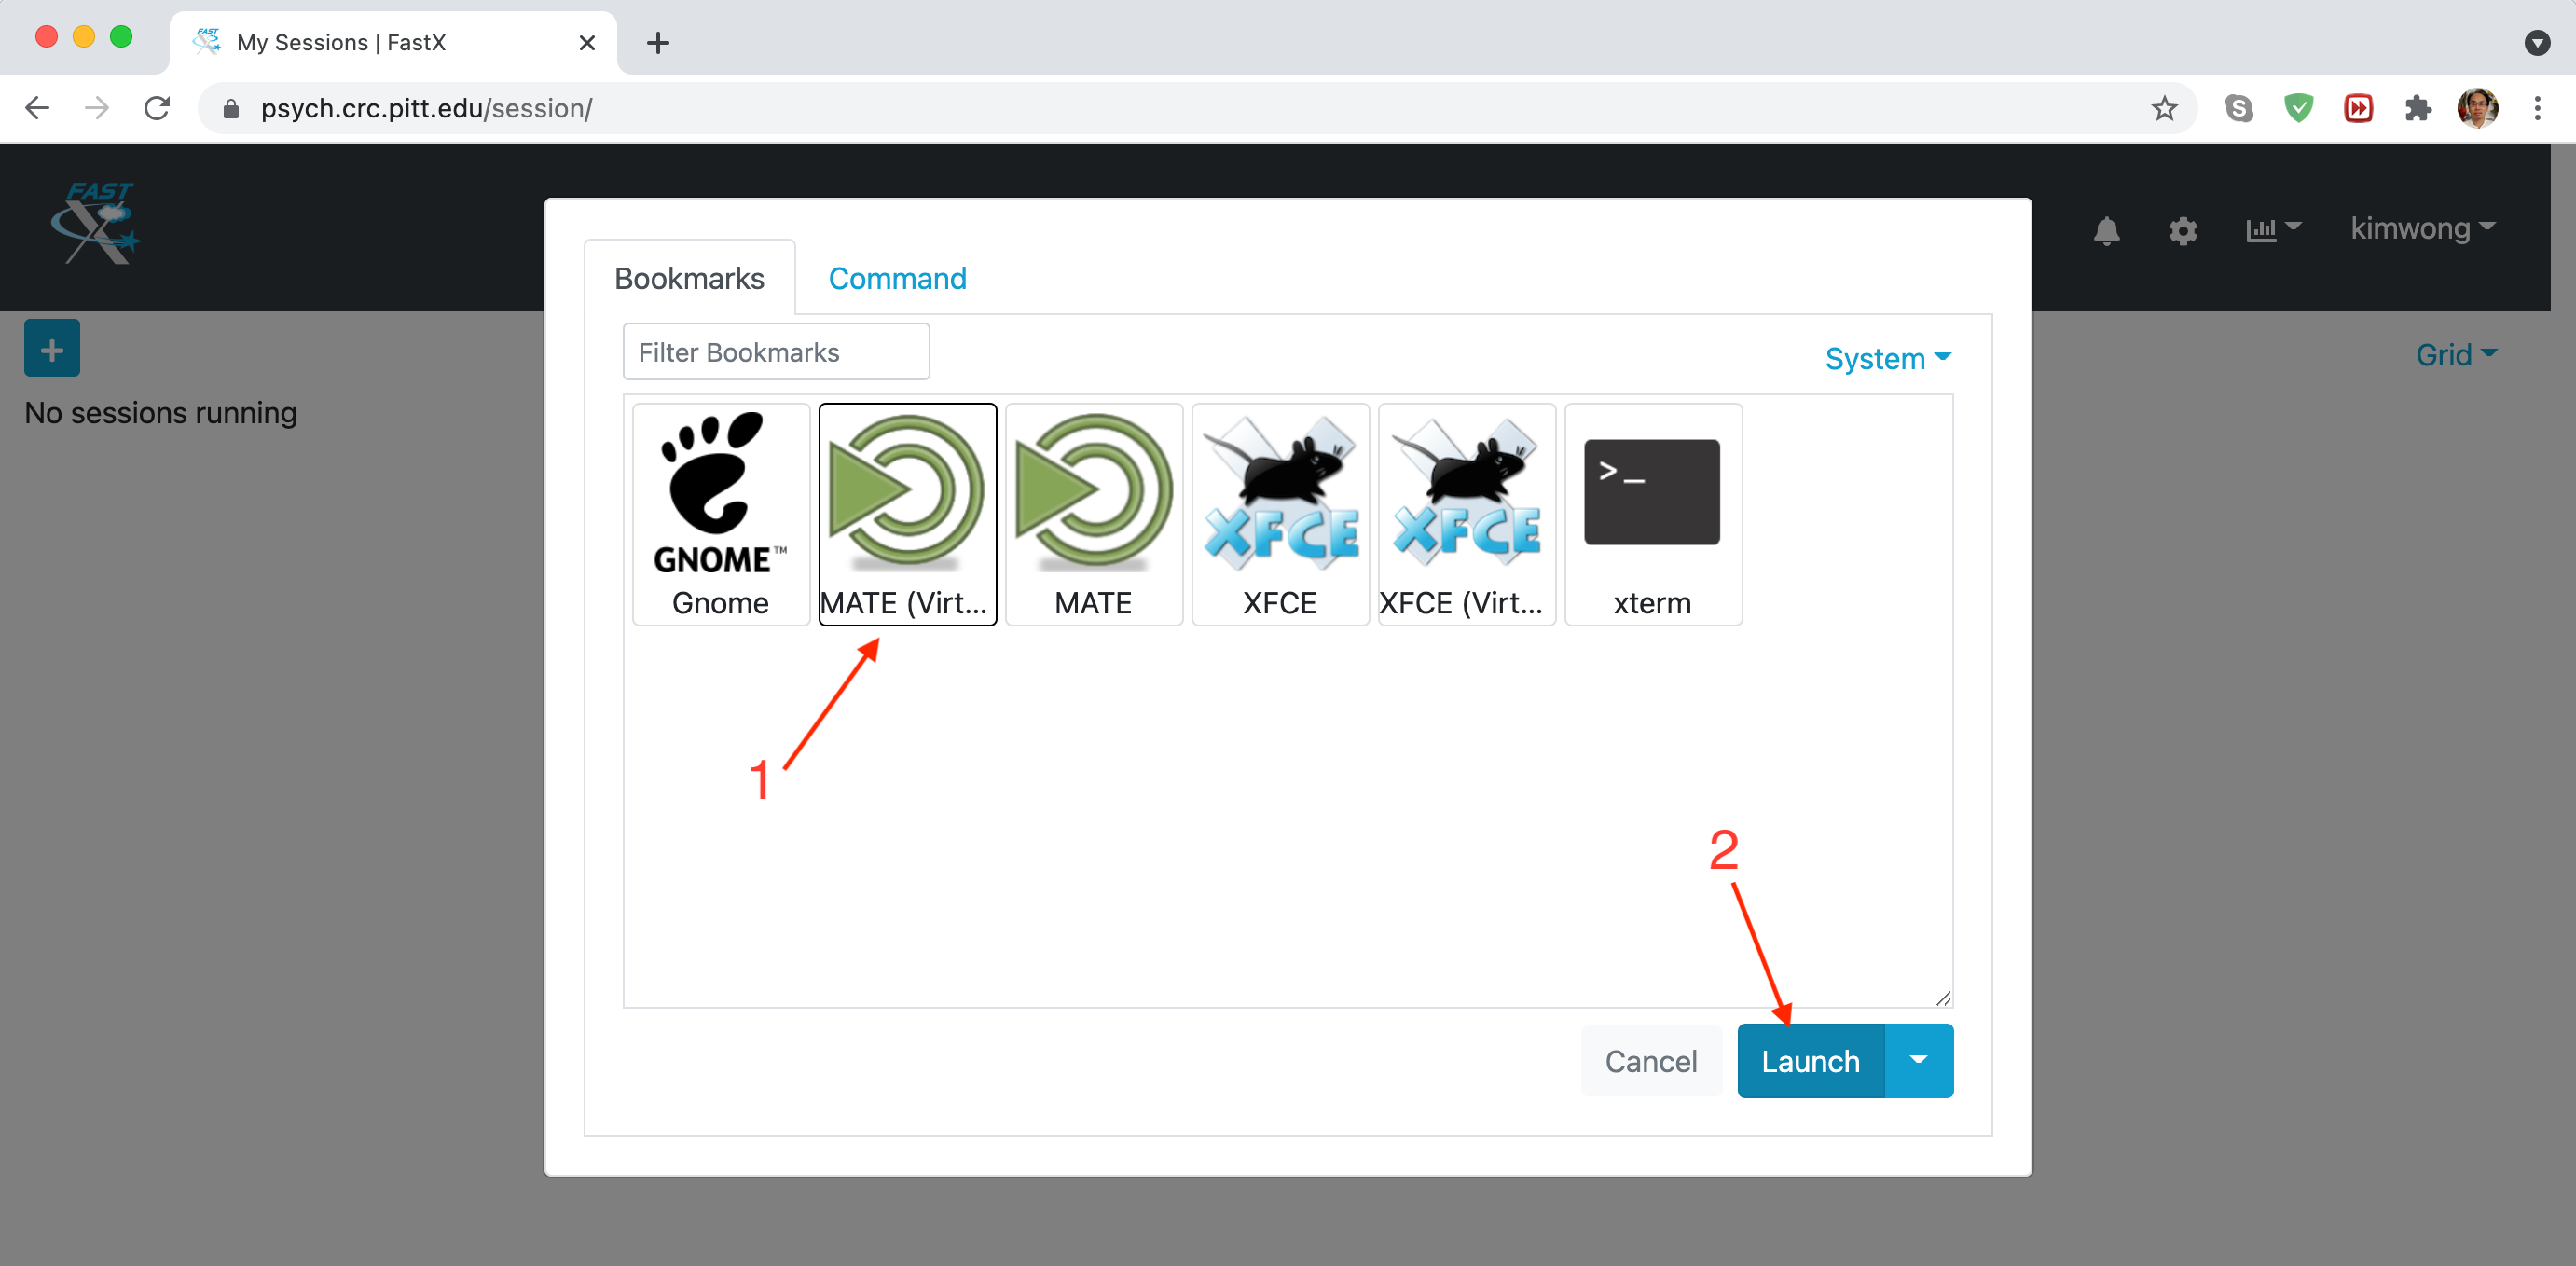 My Sessions | FastX
psych.crc.pitt.edu/session/
FAST
X
kimwong
Bookmarks
Command
Filter Bookmarks
System
Grid
No sessions running
GNOME™
XFCE
XFCE
>_
Gnome
MATE (Virt...
MATE
XFCE
XFCE (Virt...
xterm
1
2
Cancel
Launch